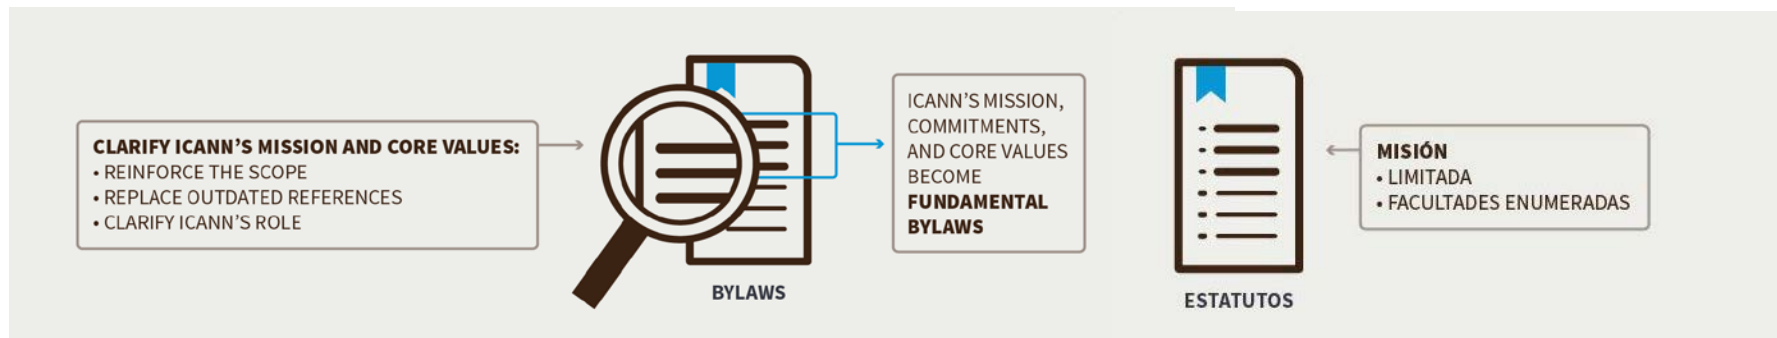 CLARIFY ICANN'S MISSION AND CORE VALUES:
• REINFORCE THE SCOPE
• REPLACE OUTDATED REFERENCES
• CLARIFY ICANN'S ROLE
BYLAWS
ICANN'S MISSION,
COMMITMENTS,
AND CORE VALUES
BECOME
FUNDAMENTAL
BYLAWS
ESTATUTOS
MISIÓN
• LIMITADA
• FACULTADES ENUMERADAS